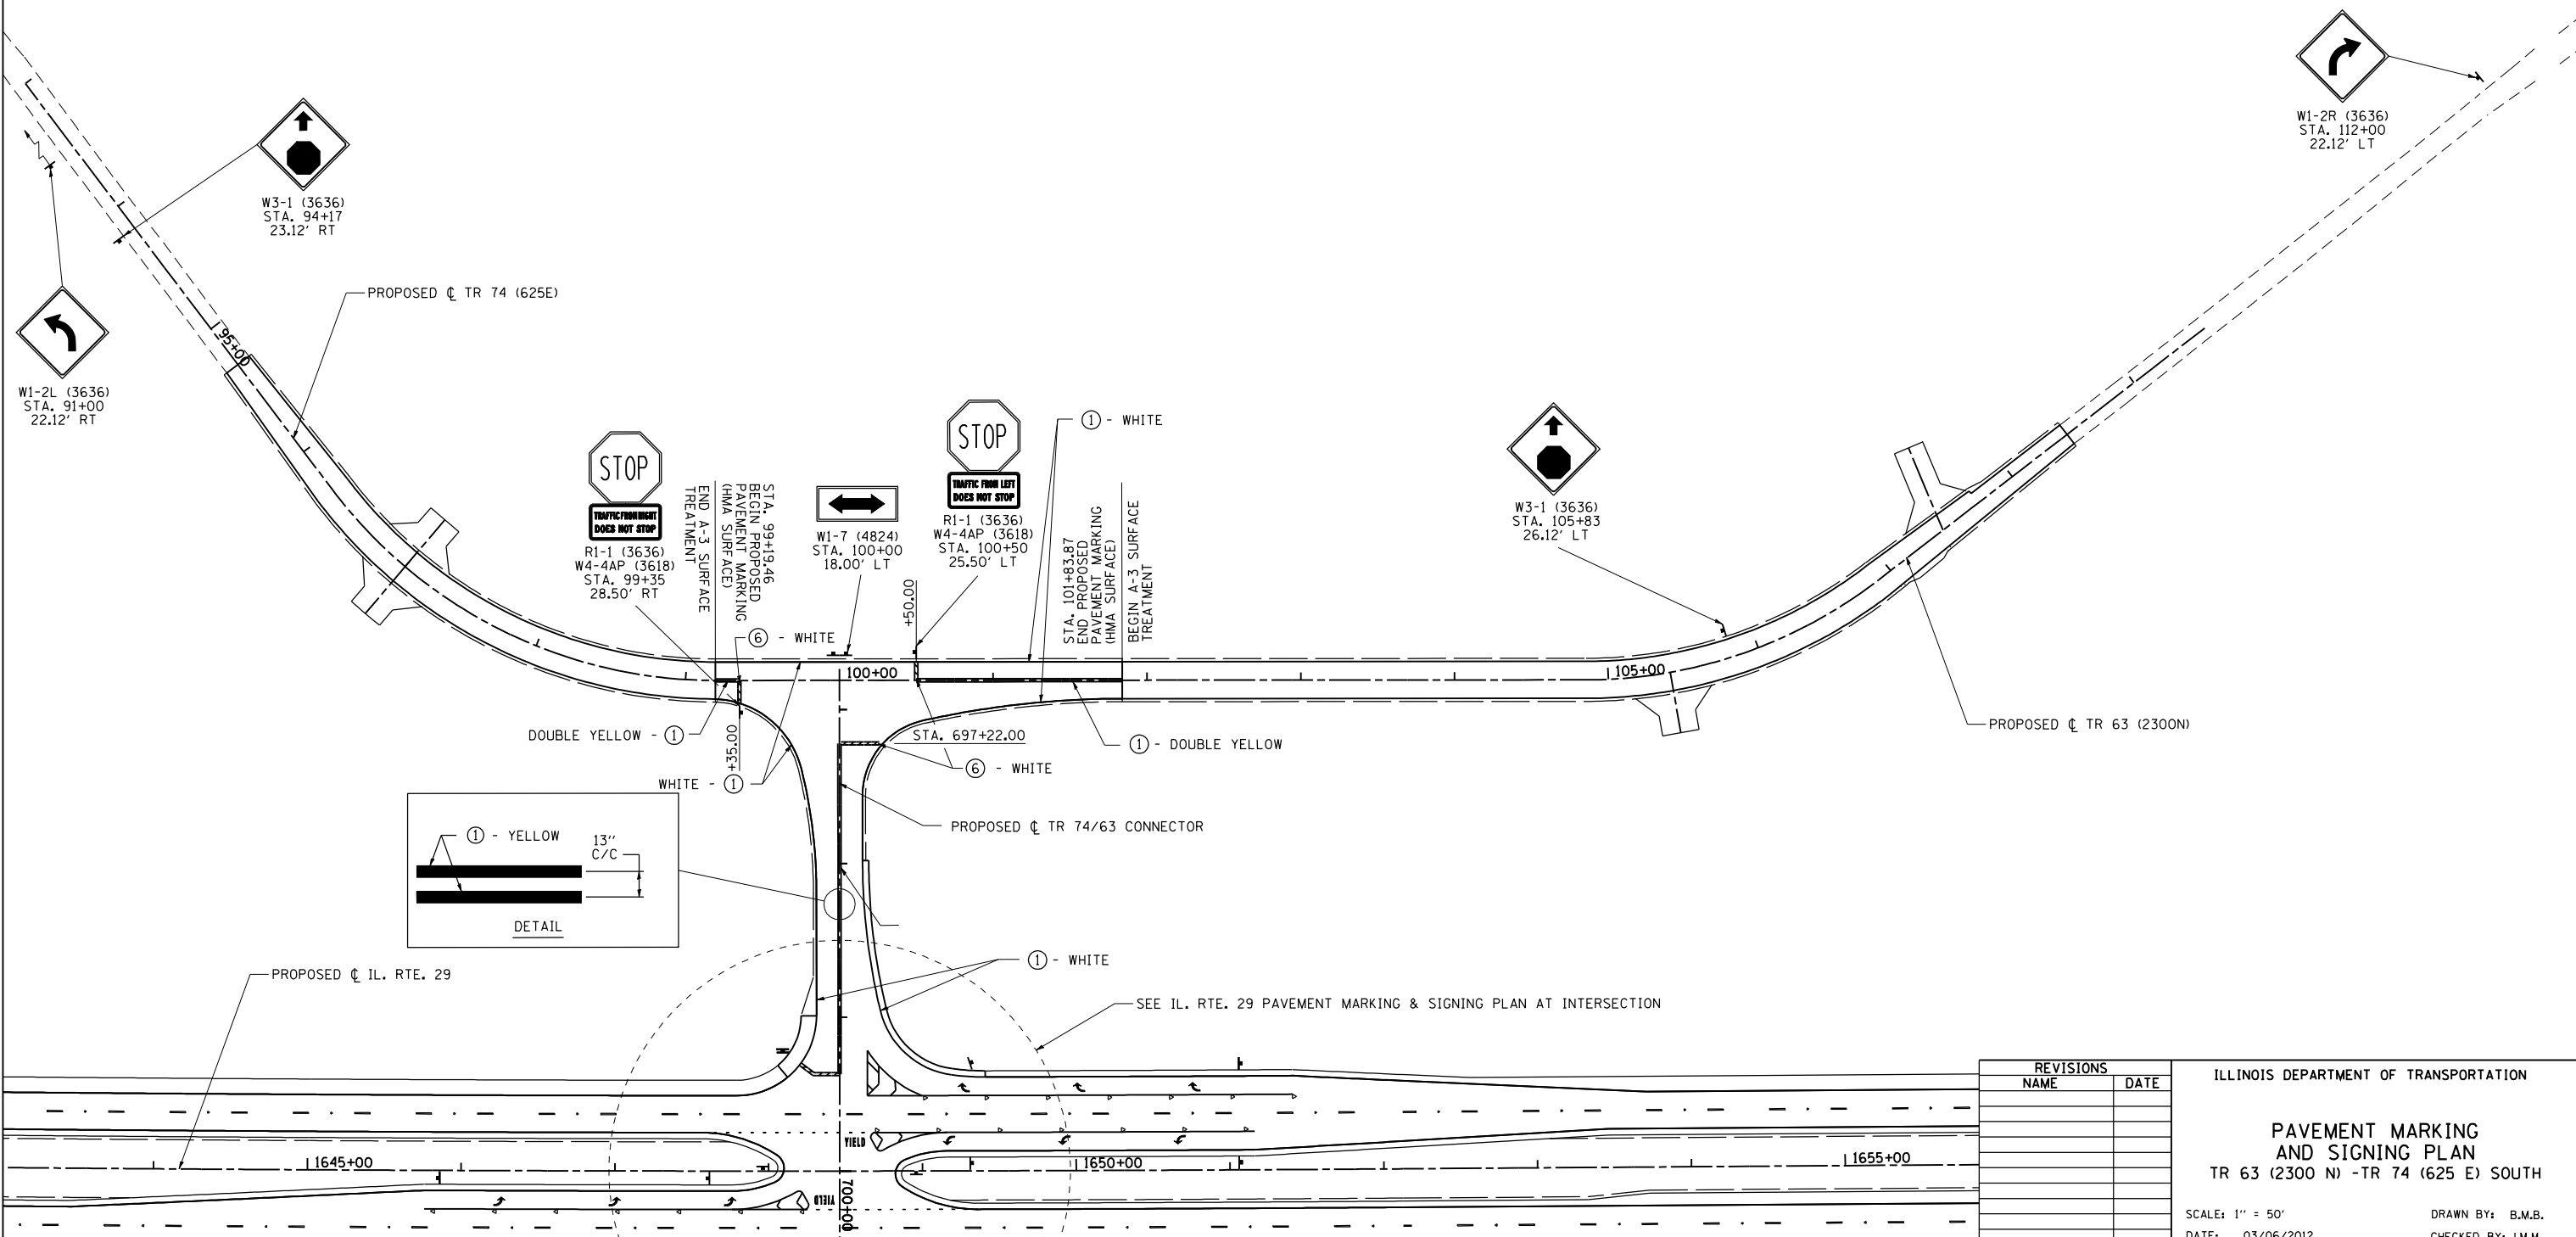 W1-2R (3636)
STA. 112+00
22.12' LT
W3-1 (3636)
STA. 94+17
23.12' RT
PROPOSED ℄ TR 74 (625E)
95+00
W1-2L (3636)
STA. 91+00
22.12' RT
STOP
TRAFFIC FROM RIGHT
DOES NOT STOP
R1-1 (3636)
W4-4AP (3618)
STA. 99+35
28.50' RT
STA. 99+19.46
BEGIN PROPOSED
PAVEMENT MARKING
(HMA SURFACE)
END A-3 SURFACE
TREATMENT
W1-7 (4824)
STA. 100+00
18.00' LT
STOP
TRAFFIC FROM LEFT
DOES NOT STOP
R1-1 (3636)
W4-4AP (3618)
STA. 100+50
25.50' LT
1 - WHITE
STA. 101+83.87
END PROPOSED
PAVEMENT MARKING
(HMA SURFACE)
BEGIN A-3 SURFACE
TREATMENT
W3-1 (3636)
STA. 105+83
26.12' LT
+50.00
6 - WHITE
100+00
105+00
DOUBLE YELLOW - 1
+35.00
STA. 697+22.00
1 - DOUBLE YELLOW
PROPOSED ℄ TR 63 (2300N)
6 - WHITE
WHITE - 1
PROPOSED ℄ TR 74/63 CONNECTOR
1 - YELLOW
13''
C/C
DETAIL
1 - WHITE
PROPOSED ℄ IL. RTE. 29
SEE IL. RTE. 29 PAVEMENT MARKING & SIGNING PLAN AT INTERSECTION
YIELD
1645+00
1650+00
1655+00
YIELD
700+00
REVISIONS
NAME
DATE
ILLINOIS DEPARTMENT OF TRANSPORTATION
PAVEMENT MARKING
AND SIGNING PLAN
TR 63 (2300 N) -TR 74 (625 E) SOUTH
SCALE: 1'' = 50'
DRAWN BY: B.M.B.
DATE: 03/06/2012
CHECKED BY: J.M.M.